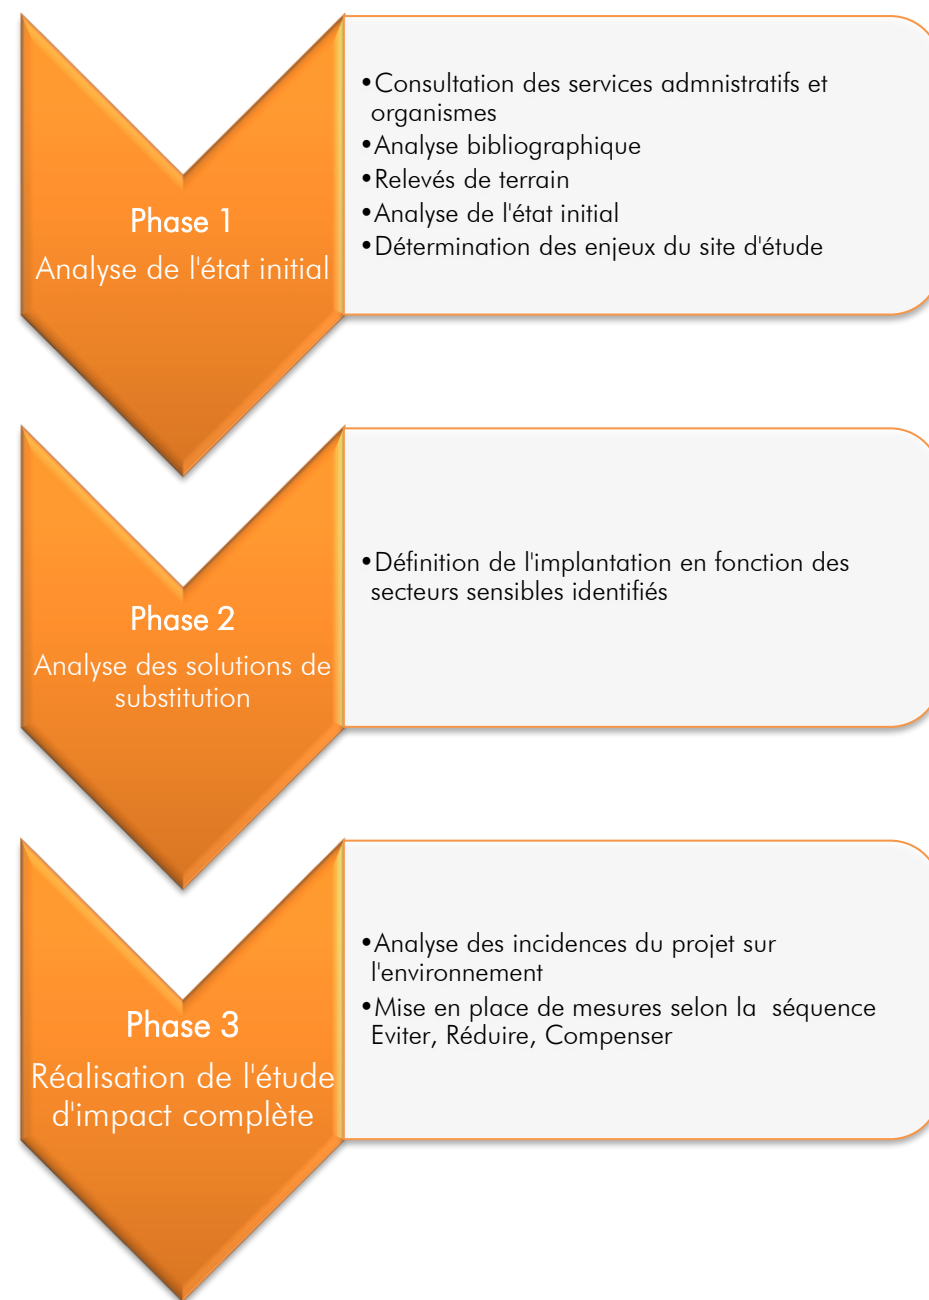 Phase 1
Analyse de l'état initial
•Consultation des services admnistratifs et
organismes
•Analyse bibliographique
•Relevés de terrain
•Analyse de l'état initial
•Détermination des enjeux du site d'étude
Phase 2
Analyse des solutions de
substitution
•Définition de l'implantation en fonction des
secteurs sensibles identifiés
Phase 3
Réalisation de l'étude
d'impact complète
•Analyse des incidences du projet sur
l'environnement
•Mise en place de mesures selon la  séquence
Eviter, Réduire, Compenser